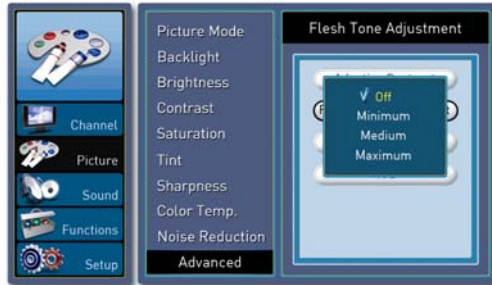 Channel
Picture
Sound
Functions
Setup
Picture Mode
Backlight
Brightness
Contrast
Saturation
Tint
Sharpness
Color Temp.
Noise Reduction
Advanced
Flesh Tone Adjustment
Off
Minimum
Medium
Maximum